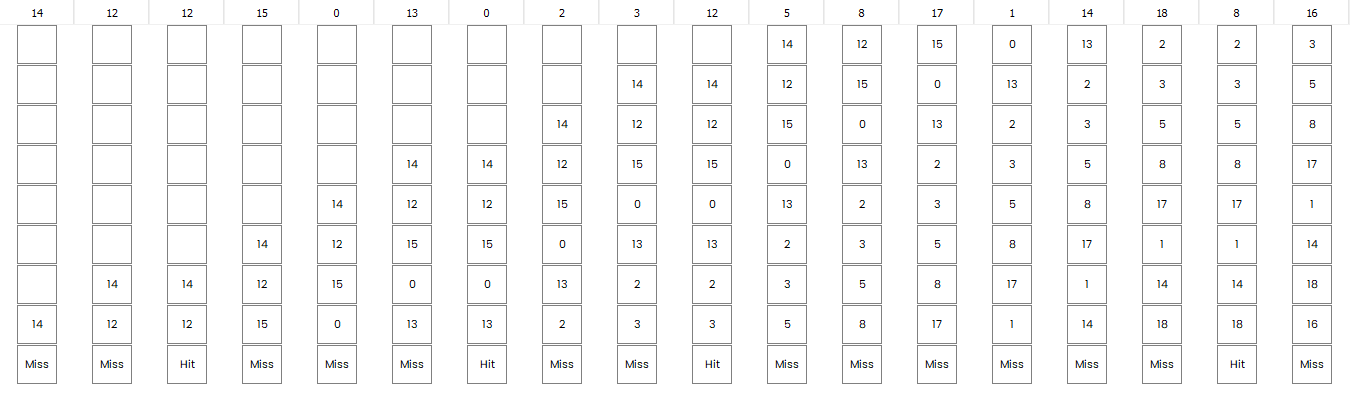 14 12 12 15 0 13 0 2 3 12 5 8 17 1 14 18 8 16
14 12 15 0 13 2 2 3
14 14 12 15 0 13 2 3 3 5
14 12 12 15 0 13 2 3 5 5 8
14 14 12 15 15 0 13 2 3 5 8 8 17
14 12 12 15 0 0 13 2 3 5 8 17 17 1
14 12 15 15 0 13 13 2 3 5 8 17 1 1 14
14 14 12 15 0 0 13 2 2 3 5 8 17 1 14 14 18
14 12 12 15 0 13 13 2 3 3 5 8 17 1 14 18 18 16
Miss Miss Hit Miss Miss Miss Hit Miss Miss Hit Miss Miss Miss Miss Miss Miss Hit Miss